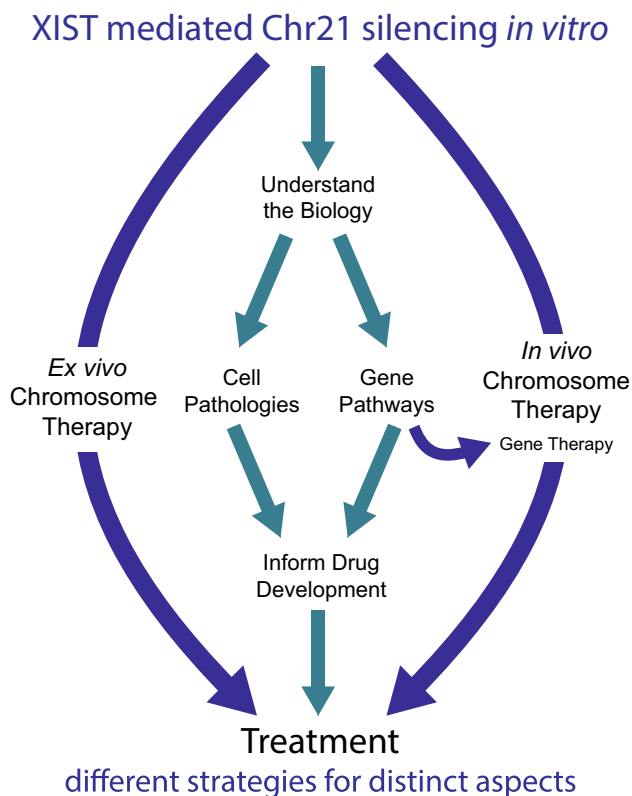 XIST mediated Chr21 silencing in vitro
Understand
the Biology
Ex vivo
Chromosome
Therapy
Cell
Pathologies
Gene
Pathways
In vivo
Chromosome
Therapy
Gene Therapy
Inform Drug
Development
Treatment
different strategies for distinct aspects